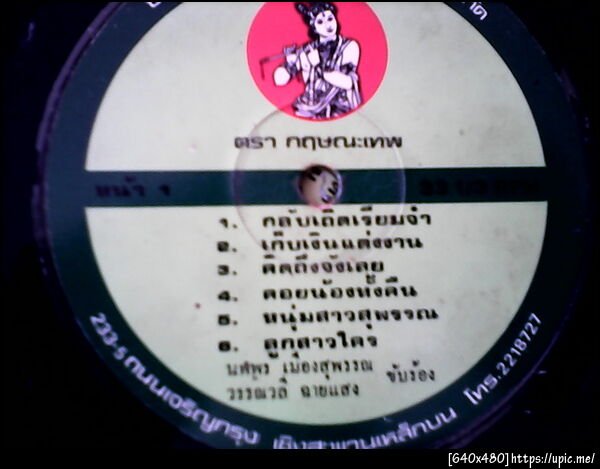 ตรา กฤษณะเทพ
หน้า 1
33 1/3 RPM
1. กลับเถิดเรียมจ๋า
2. เก็บเงินแต่งงาน
3. คิดถึงจังเลย
4. คอยน้องทั้งคืน
5. หนุ่มสาวสุพรรณ
6. ลูกสาวใคร
นพพร เมืองสุพรรณ
วรรณวลี ฉายแสง ขับร้อง
233-5 ถนนเจริญกรุง เชิงสะพานเหล็กบน โทร.2218727
[640x480]https://upic.me/